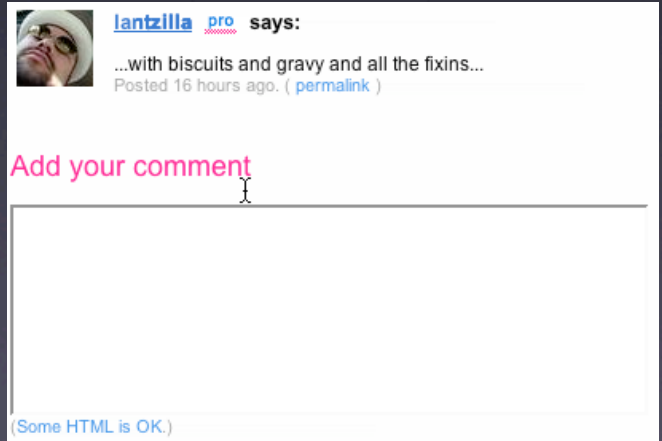 lantzilla pro says:
...with biscuits and gravy and all the fixins...
Posted 16 hours ago. ( permalink )
Add your comment
(Some HTML is OK.)